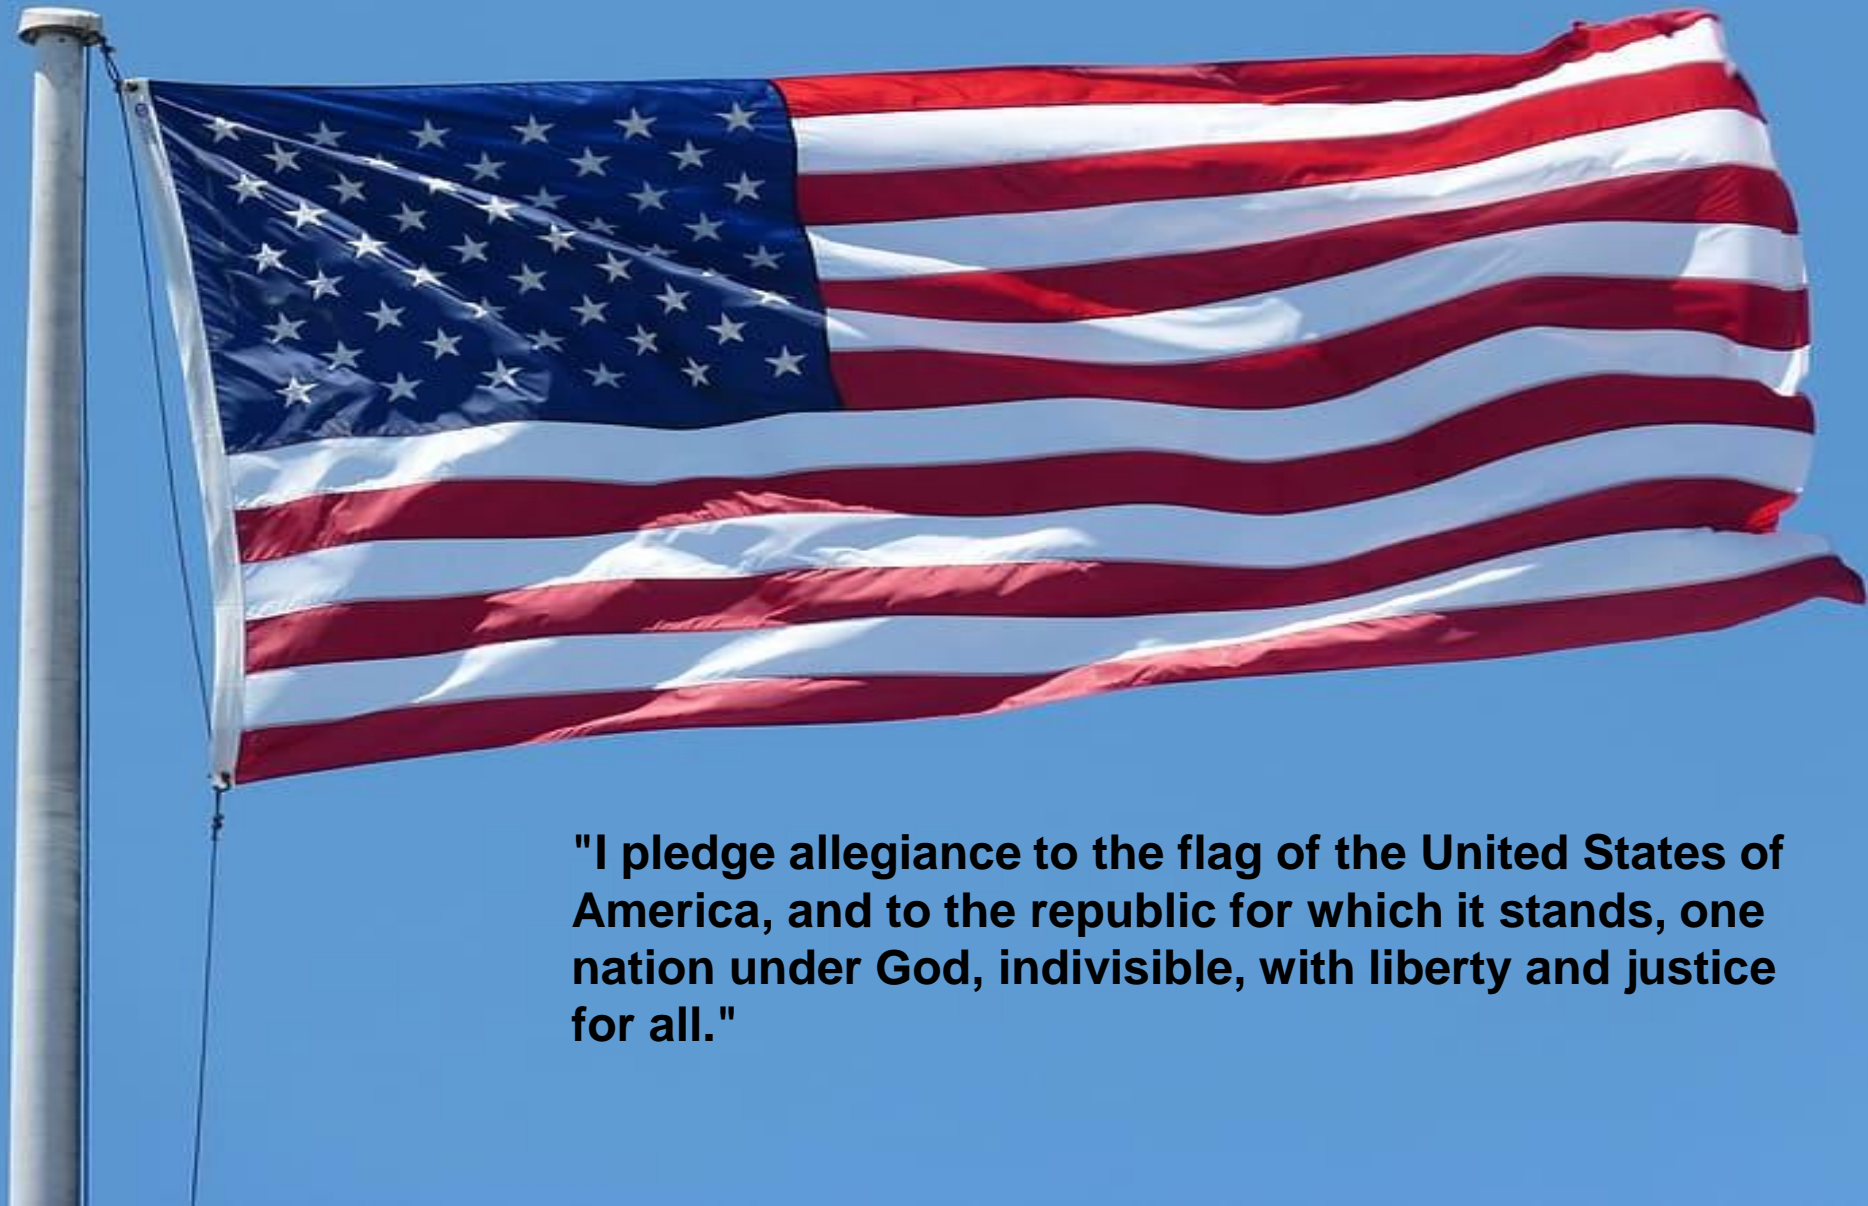 "I pledge allegiance to the flag of the United States of
America, and to the republic for which it stands, one
nation under God, indivisible, with liberty and justice
for all."